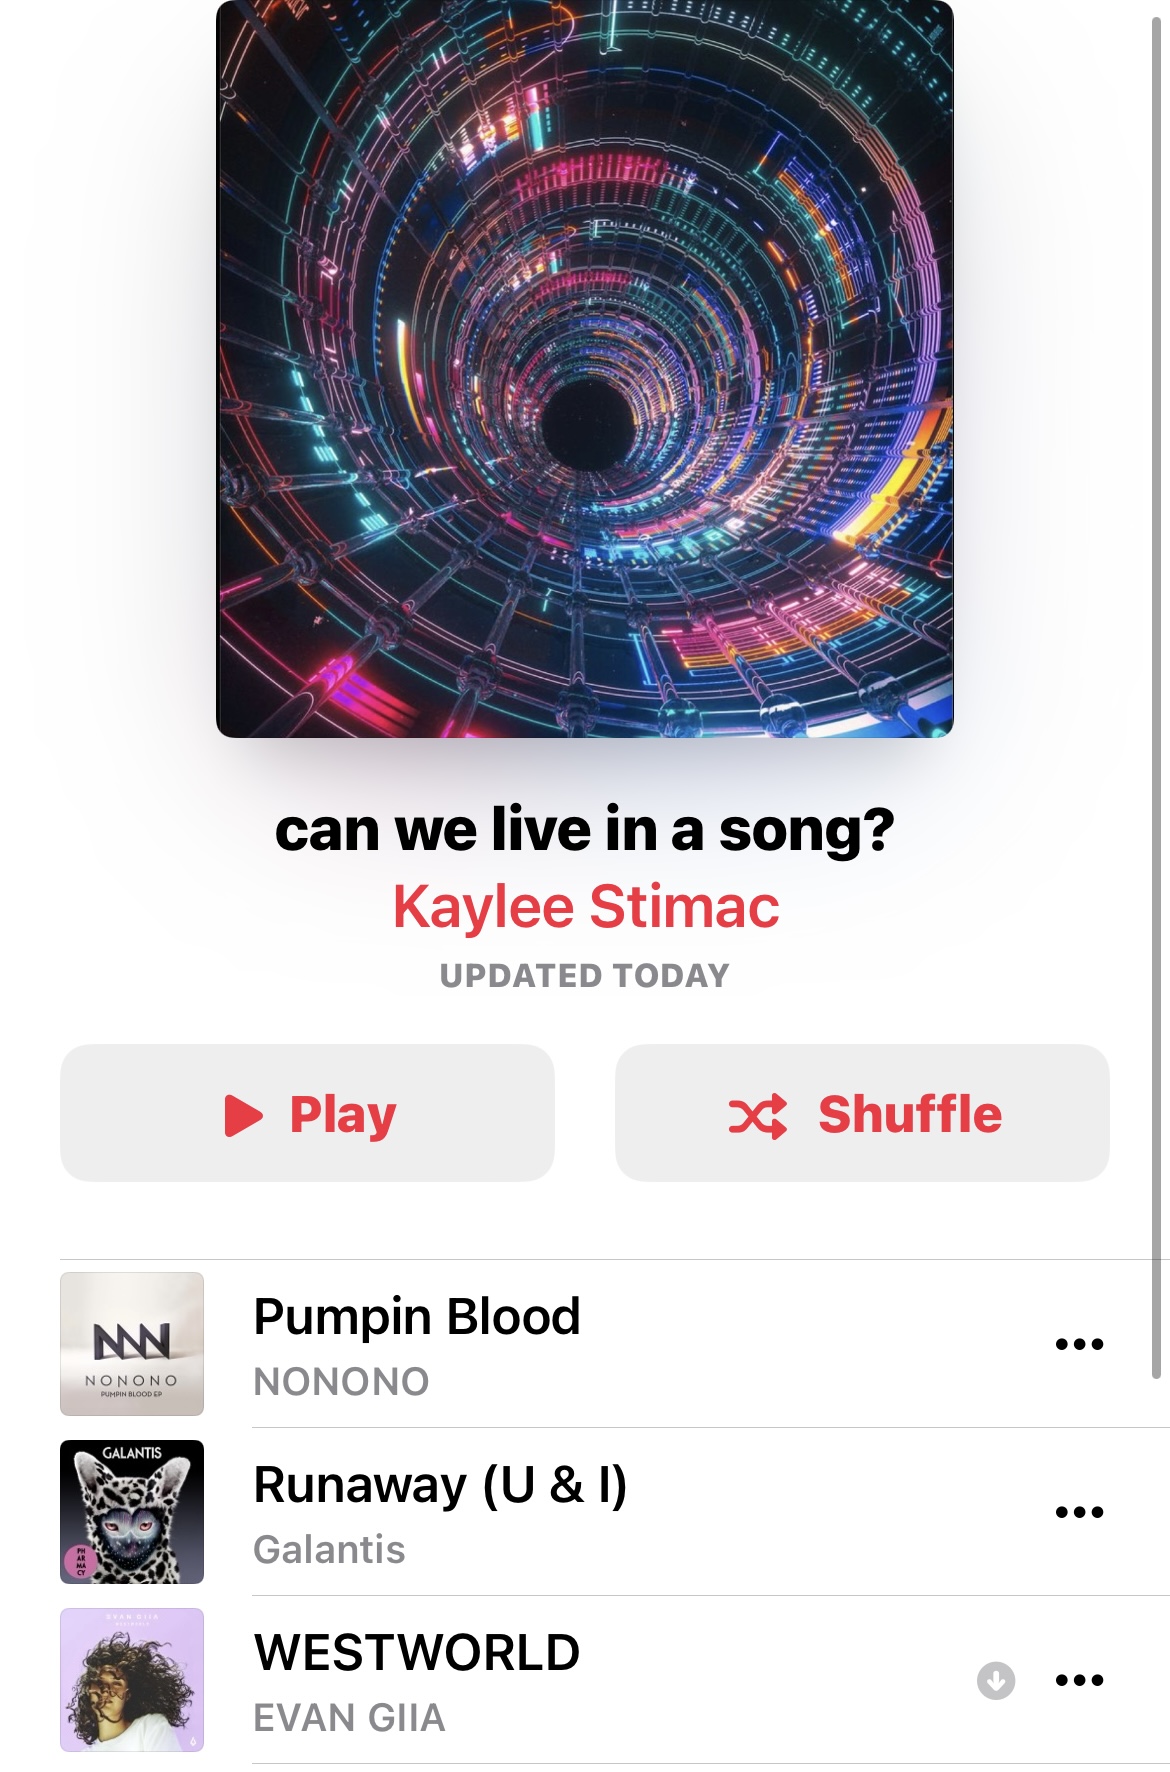 can we live in a song?
Kaylee Stimac
UPDATED TODAY
Play
Shuffle
NONONO
PUMPIN BLOOD EP
Pumpin Blood
NONONO
GALANTIS
PH
AR
MA
CY
Runaway (U & I)
Galantis
EVAN GIIA
WESTWORLD
EVAN GIIA